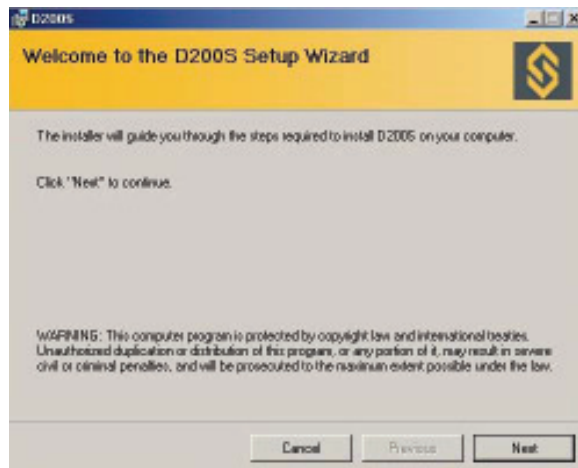 D200S
Welcome to the D200S Setup Wizard
The installer will guide you through the steps required to install D200S on your computer.
Click "Next" to continue.
WARNING: This computer program is protected by copyright law and international treaties.
Unauthorized duplication or distribution of this program, or any portion of it, may result in severe
civil or criminal penalties, and will be prosecuted to the maximum extent possible under the law.
Cancel Previous Next